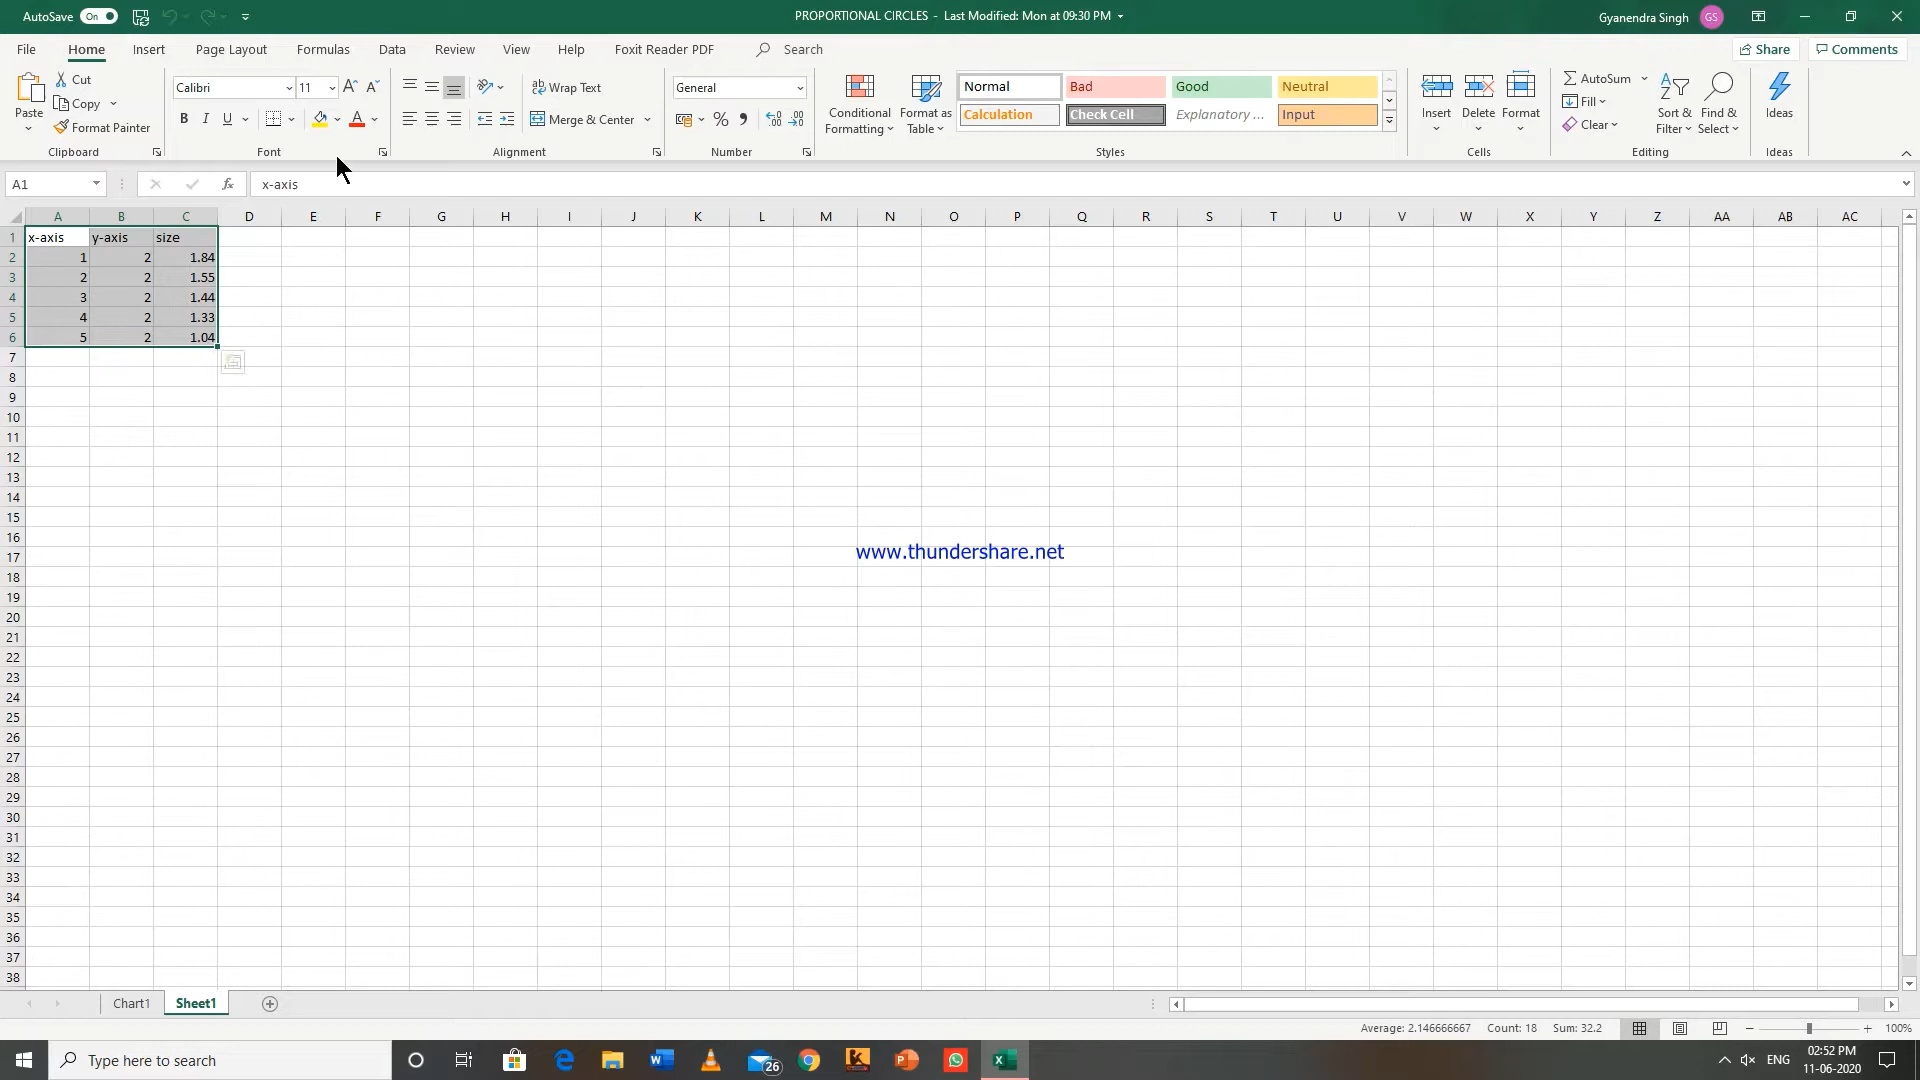 AutoSave On PROPORTIONAL CIRCLES - Last Modified: Mon at 09:30 PM Gyanendra Singh GS
File Home Insert Page Layout Formulas Data Review View Help Foxit Reader PDF Search Share Comments
Paste Cut Copy Format Painter
Calibri 11
B I U A
Wrap Text
Merge & Center
General
Conditional Formatting
Format as Table
Normal Bad Good Neutral
Calculation Check Cell Explanatory ... Input
Insert Delete Format
AutoSum
Fill
Clear
Sort & Filter
Find & Select
Ideas
Clipboard Font Alignment Number Styles Cells Editing Ideas
A1 fx x-axis
A B C D E F G H I J K L M N O P Q R S T U V W X Y Z AA AB AC
1 x-axis y-axis size
2 1 2 1.84
3 2 2 1.55
4 3 2 1.44
5 4 2 1.33
6 5 2 1.04
7
8
9
10
11
12
13
14
15
16
17
18
19
20
21
22
23
24
25
26
27
28
29
30
31
32
33
34
35
36
37
38
www.thundershare.net
Chart1 Sheet1
Average: 2.146666667 Count: 18 Sum: 32.2 100%
Type here to search 26 ENG 02:52 PM
11-06-2020